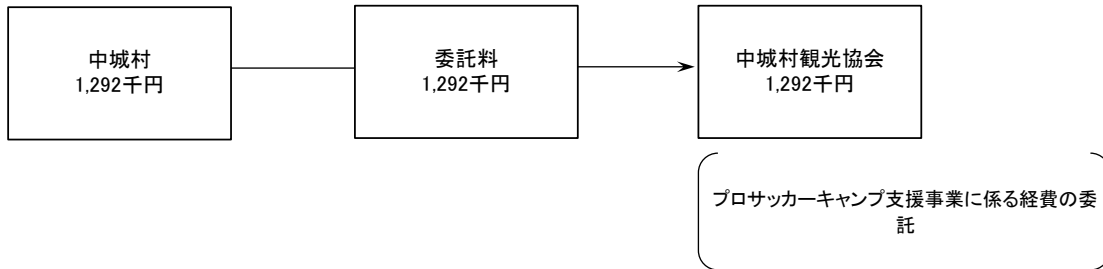 中城村
1,292千円
委託料
1,292千円
中城村観光協会
1,292千円
プロサッカーキャンプ支援事業に係る経費の委
託